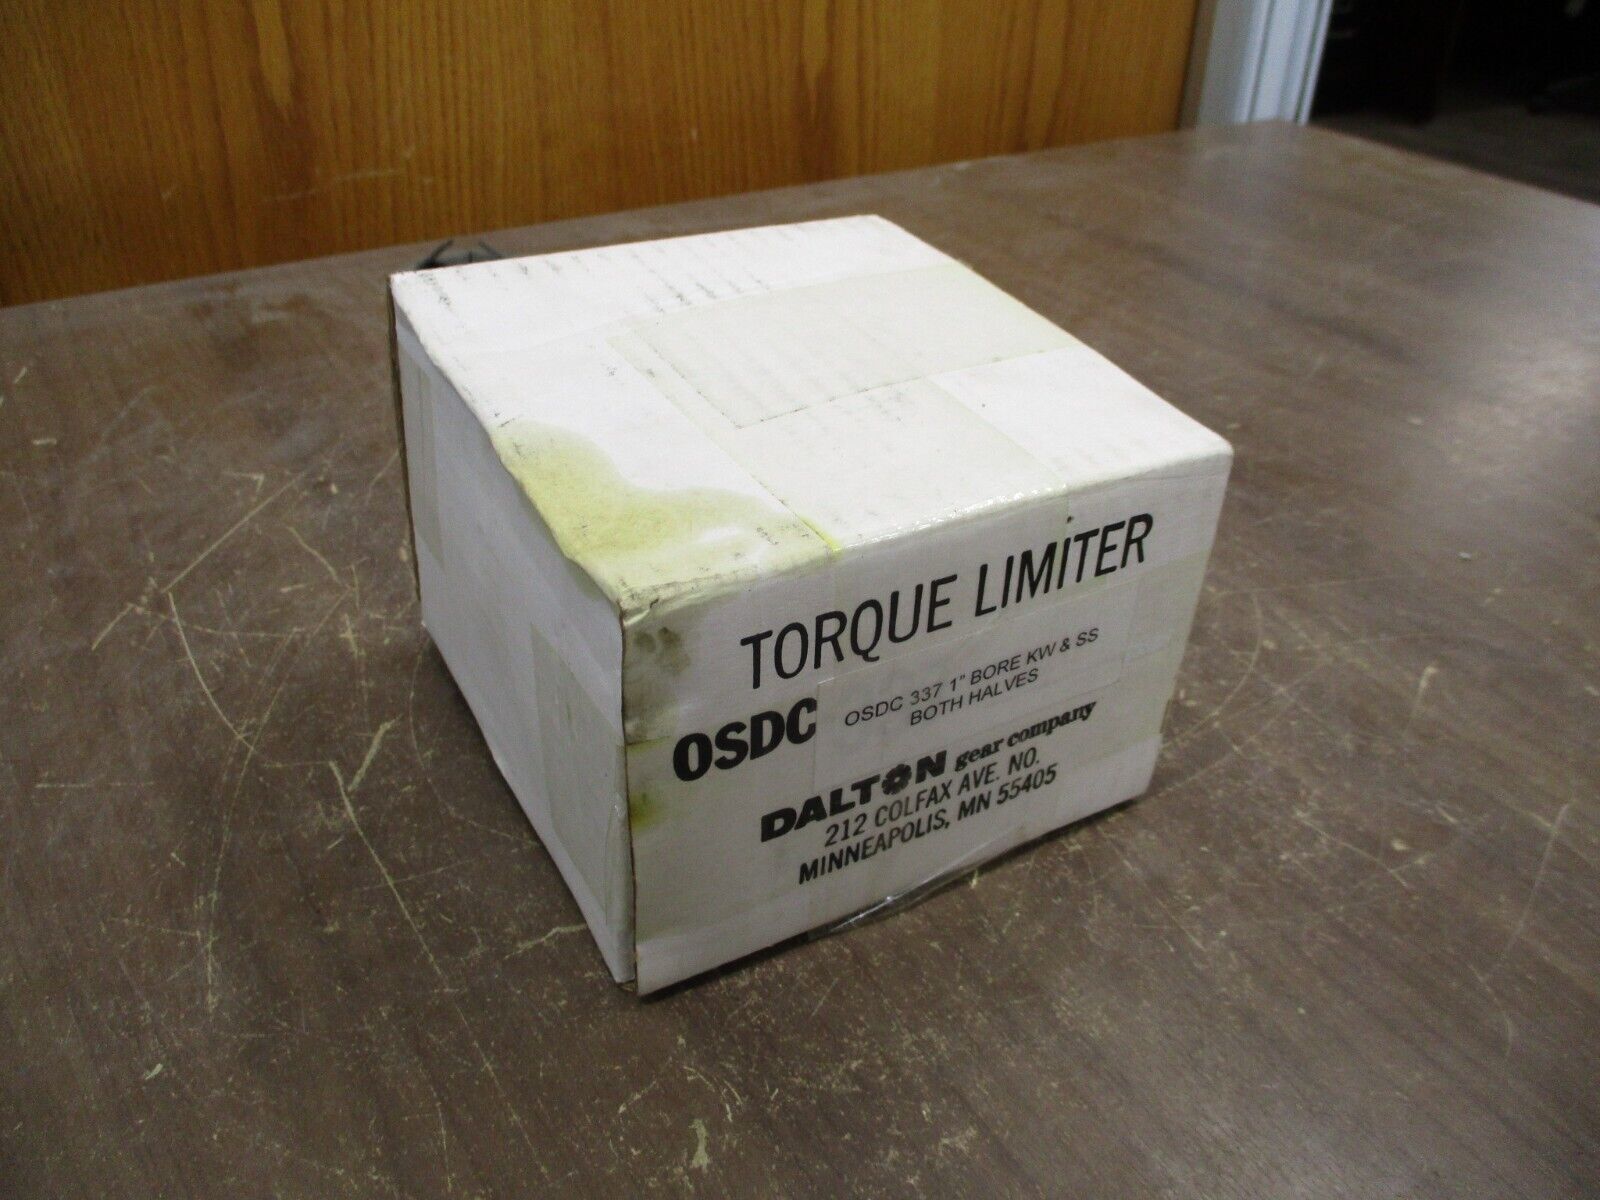 TORQUE LIMITER
OSDC
OSDC 337 1" BORE KW & SS
BOTH HALVES
DALTON gear company
212 COLFAX AVE. NO.
MINNEAPOLIS, MN 55405